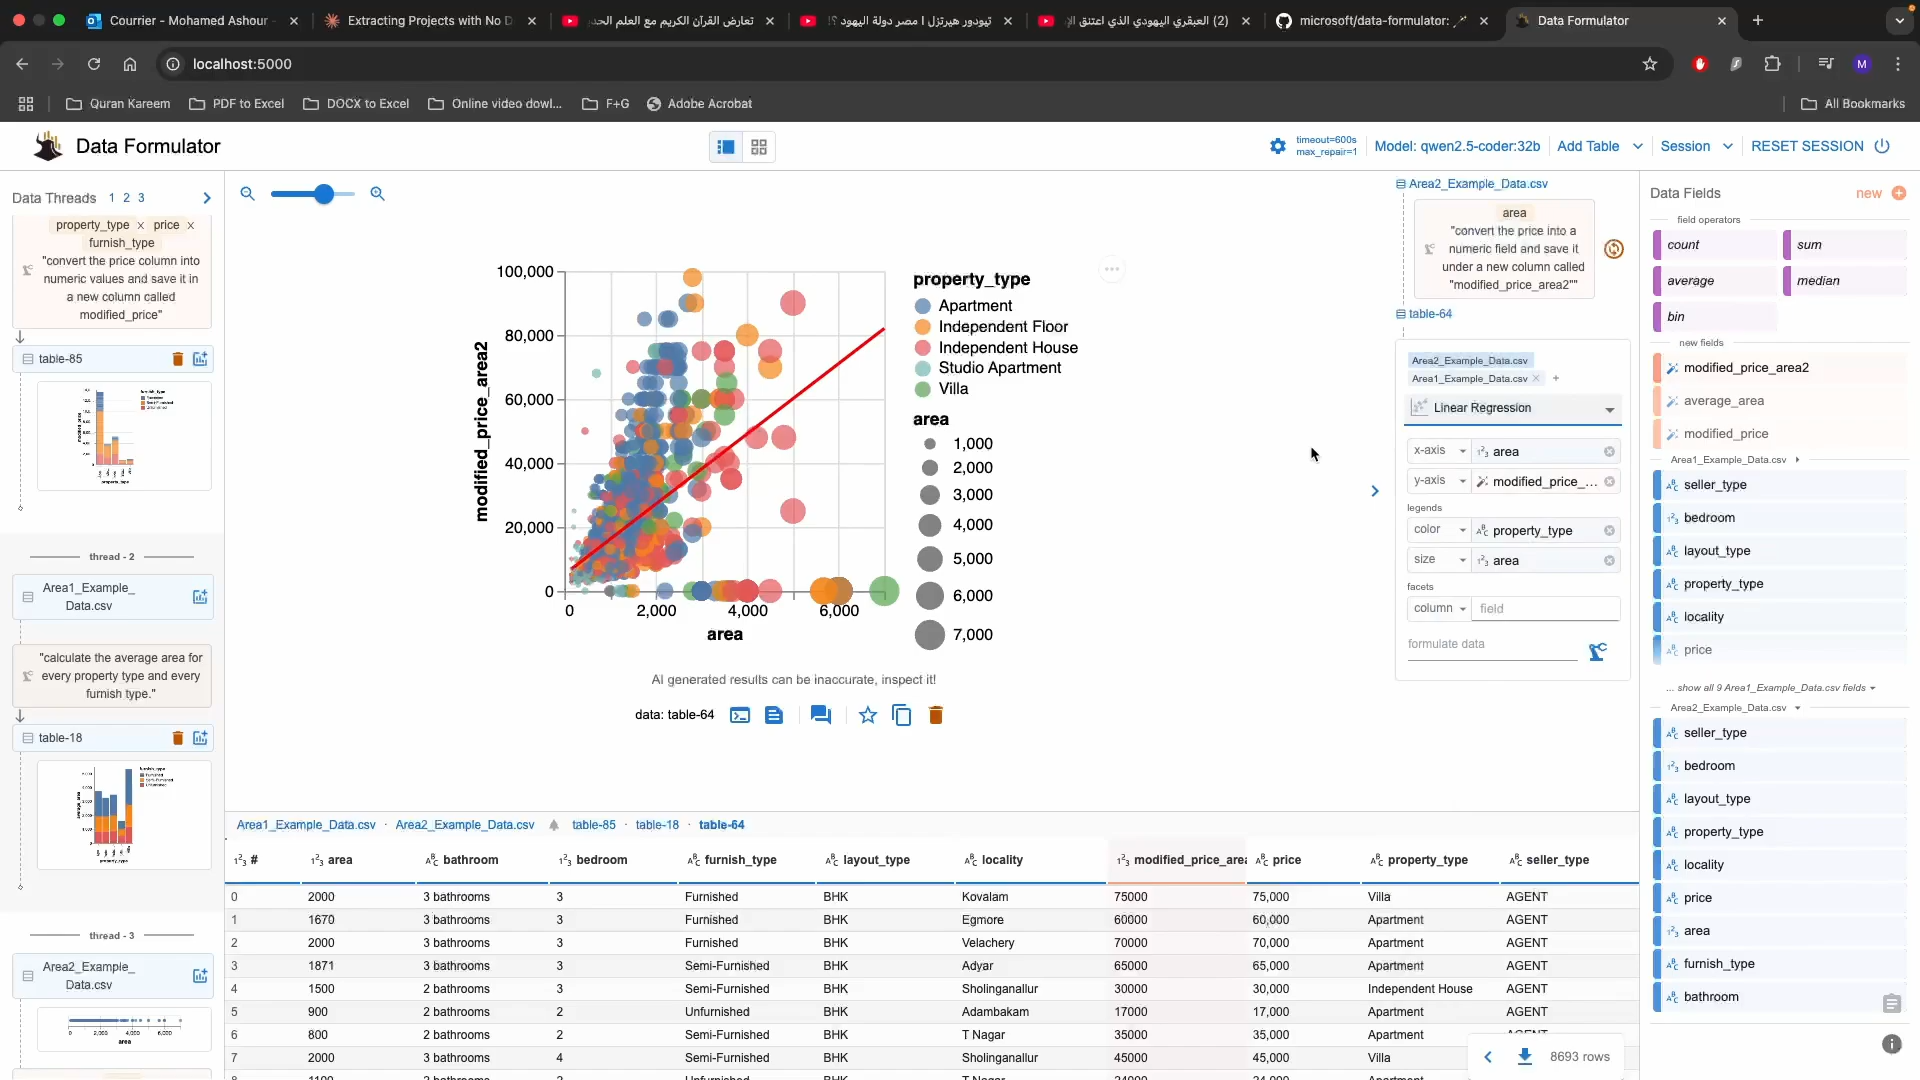 Courrier - Mohamed Ashour -
Extracting Projects with No D
تعارض القرآن الكريم مع العلم الحد
تيودور هيرتزل | مصر دولة اليهود ؟!
(2) العبقري اليهودي الذي اعتنق الإ
microsoft/data-formulator:
Data Formulator
localhost:5000
M
Quran Kareem
PDF to Excel
DOCX to Excel
Online video dowl...
F+G
Adobe Acrobat
All Bookmarks
Data Formulator
timeout=600s
max_repair=1
Model: qwen2.5-coder:32b
Add Table
Session
RESET SESSION
Data Threads 1 2 3
property_type x price x
furnish_type
"convert the price column into
numeric values and save it in
a new column called
modified_price"
table-85
thread - 2
Area1_Example_
Data.csv
"calculate the average area for
every property type and every
furnish type."
table-18
thread - 3
Area2_Example_
Data.csv
0 2,000 4,000 6,000
area
100,000
80,000
60,000
40,000
20,000
0
modified_price_area2
0 2,000 4,000 6,000
area
property_type
Apartment
Independent Floor
Independent House
Studio Apartment
Villa
area
1,000
2,000
3,000
4,000
5,000
6,000
7,000
AI generated results can be inaccurate, inspect it!
data: table-64
Area2_Example_Data.csv
area
"convert the price into a
numeric field and save it
under a new column called
"modified_price_area2""
table-64
Area2_Example_Data.csv
Area1_Example_Data.csv × +
Linear Regression
x-axis area
y-axis modified_price_...
legends
color property_type
size area
facets
column field
formulate data
Data Fields new
field operators
count sum
average median
bin
new fields
modified_price_area2
average_area
modified_price
Area1_Example_Data.csv
seller_type
bedroom
layout_type
property_type
locality
price
... show all 9 Area1_Example_Data.csv fields
Area2_Example_Data.csv
seller_type
bedroom
layout_type
property_type
locality
price
area
furnish_type
bathroom
Area1_Example_Data.csv · Area2_Example_Data.csv table-85 · table-18 · table-64
# area bathroom bedroom furnish_type layout_type locality modified_price_area price property_type seller_type
0 2000 3 bathrooms 3 Furnished BHK Kovalam 75000 75,000 Villa AGENT
1 1670 3 bathrooms 3 Furnished BHK Egmore 60000 60,000 Apartment AGENT
2 2000 3 bathrooms 3 Furnished BHK Velachery 70000 70,000 Apartment AGENT
3 1871 3 bathrooms 3 Semi-Furnished BHK Adyar 65000 65,000 Apartment AGENT
4 1500 2 bathrooms 3 Semi-Furnished BHK Sholinganallur 30000 30,000 Independent House AGENT
5 900 2 bathrooms 2 Unfurnished BHK Adambakam 17000 17,000 Apartment AGENT
6 800 2 bathrooms 2 Semi-Furnished BHK T Nagar 35000 35,000 Apartment AGENT
7 2000 3 bathrooms 4 Semi-Furnished BHK Sholinganallur 45000 45,000 Villa
8693 rows